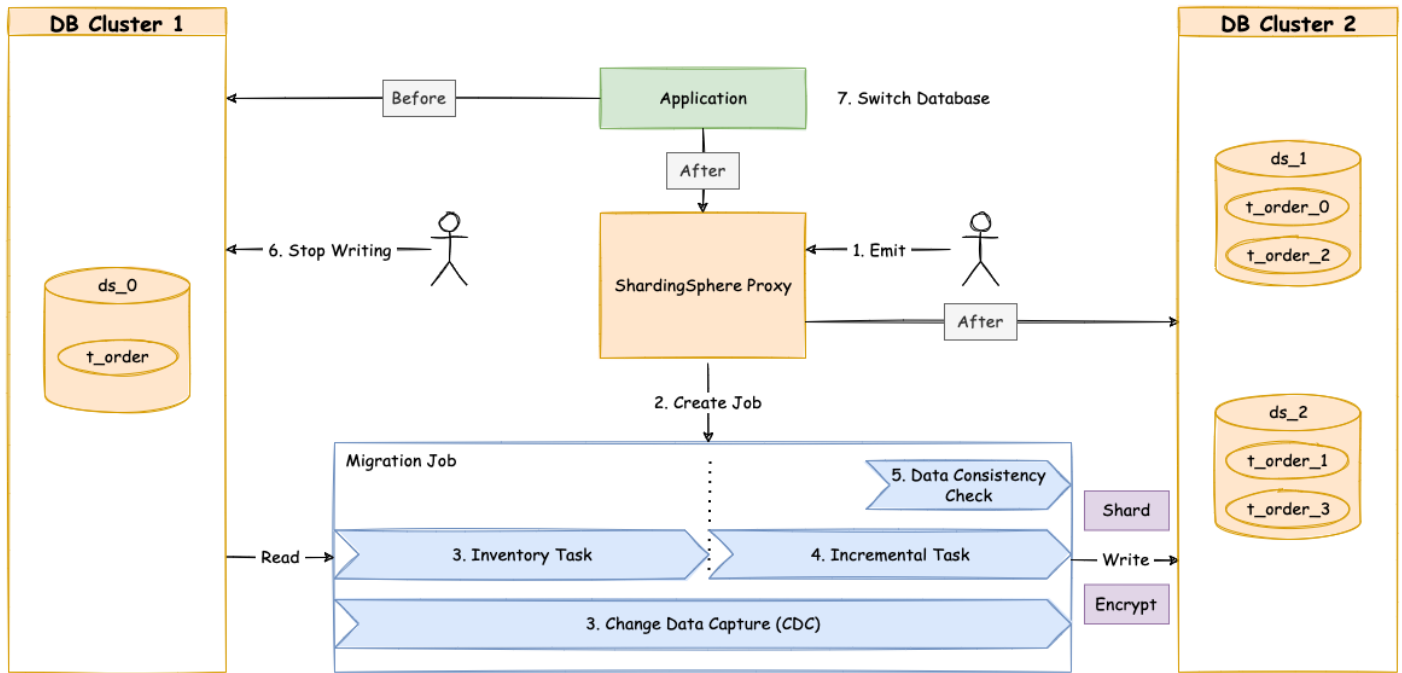 DB Cluster 1
DB Cluster 2
Before
Application
7. Switch Database
After
ds_1
t_order_0
t_order_2
6. Stop Writing
1. Emit
ShardingSphere Proxy
After
ds_0
t_order
2. Create Job
ds_2
t_order_1
t_order_3
Migration Job
5. Data Consistency
Check
Shard
Read
3. Inventory Task
4. Incremental Task
Write
Encrypt
3. Change Data Capture (CDC)